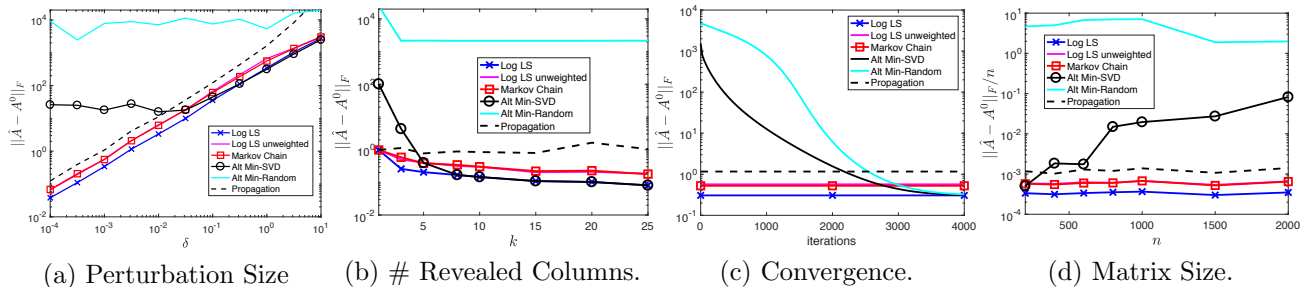 10^4
10^2
10^0
10^-2
||Â − A^0||_F
10^-4
10^-3
10^-2
10^-1
10^0
10^1
δ
Log LS
Log LS unweighted
Markov Chain
Alt Min-SVD
Alt Min-Random
Propagation
(a) Perturbation Size
10^4
10^2
10^0
10^-2
||Â − A^0||_F
5
10
15
20
25
k
Log LS
Log LS unweighted
Markov Chain
Alt Min-SVD
Alt Min-Random
Propagation
(b) # Revealed Columns.
10^4
10^3
10^2
10^1
10^0
10^-1
||Â − A^0||_F
0
1000
2000
3000
4000
iterations
Log LS
Log LS unweighted
Markov Chain
Alt Min-SVD
Alt Min-Random
Propagation
(c) Convergence.
10^1
10^0
10^-1
10^-2
10^-3
10^-4
||Â − A^0||_F/n
500
1000
1500
2000
n
Log LS
Log LS unweighted
Markov Chain
Alt Min-SVD
Alt Min-Random
Propagation
(d) Matrix Size.